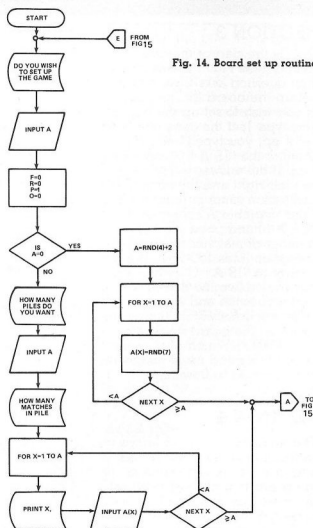 START
E
FROM
FIG 15
Fig. 14. Board set up routine
DO YOU WISH
TO SET UP
THE GAME
INPUT A
F=0
R=0
P=1
O=0
IS
A=0
YES
NO
A=RND(4)+2
FOR X=1 TO A
A(X)=RND(7)
NEXT X
<A
≥A
A
TO
FIG
15
HOW MANY
PILES DO
YOU WANT
INPUT A
HOW MANY
MATCHES
IN PILE
FOR X=1 TO A
PRINT X,
INPUT A(X)
NEXT X
<A
≥A